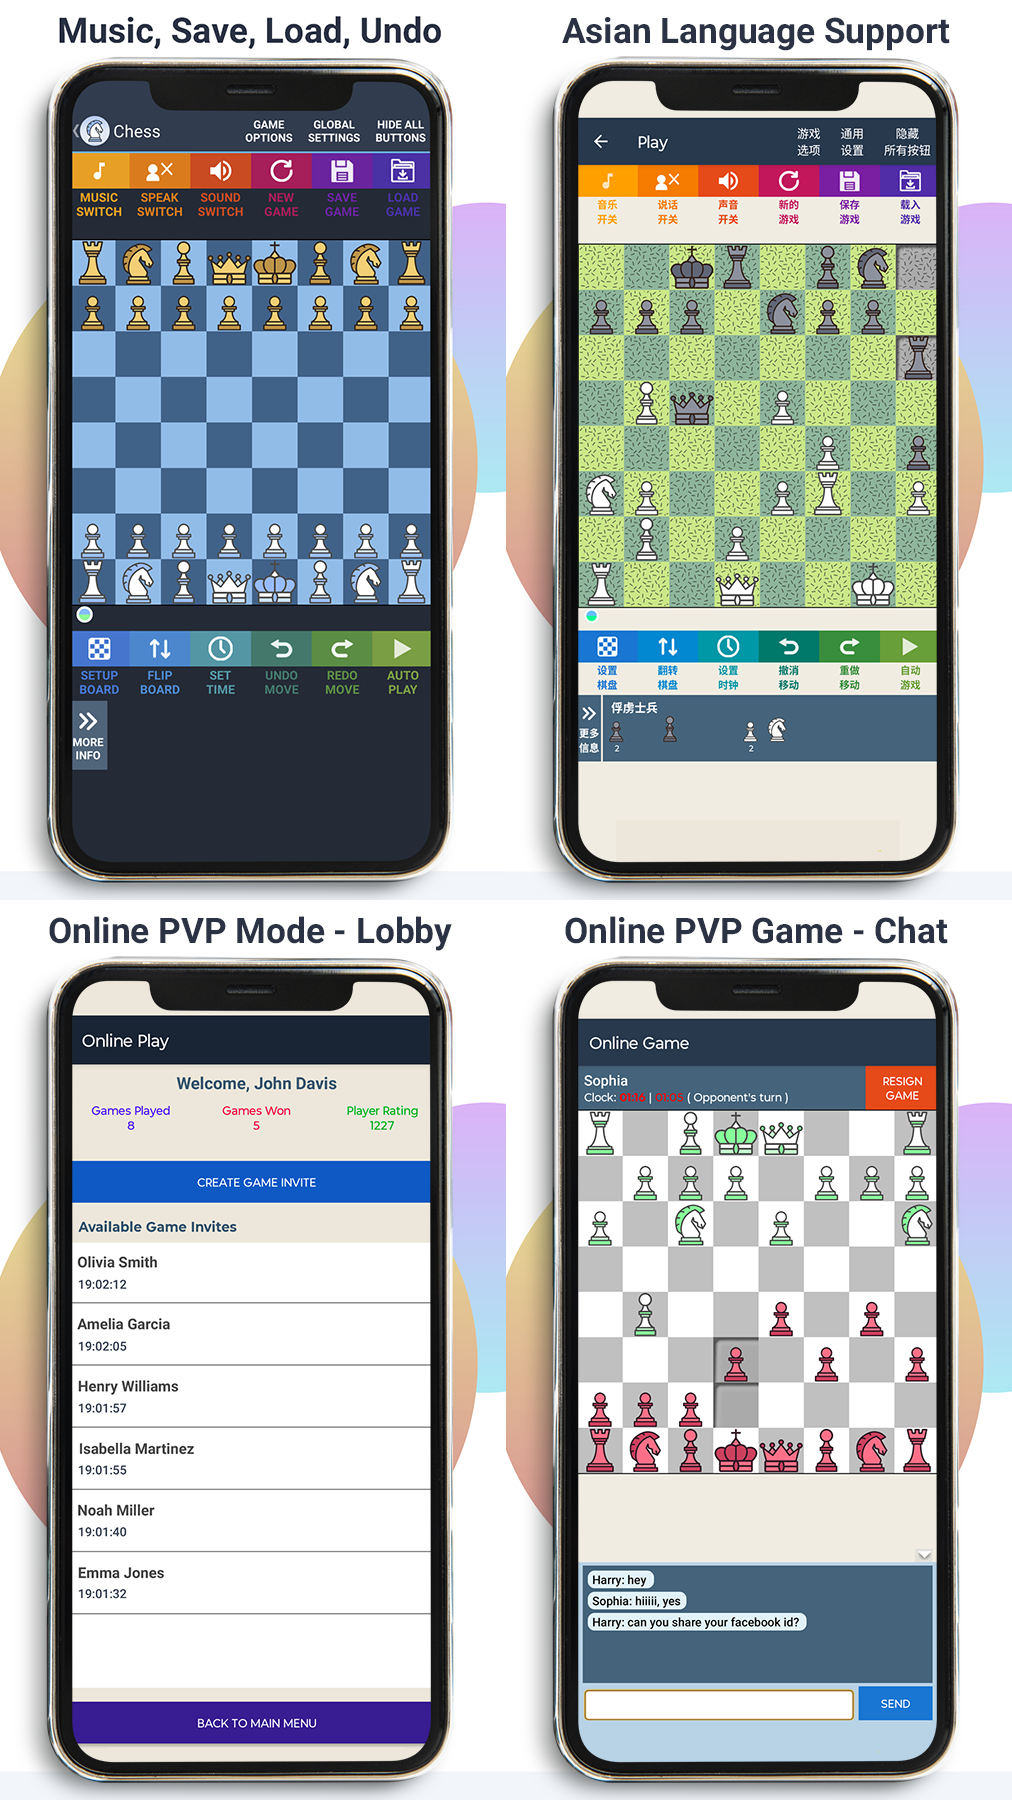 Music, Save, Load, Undo
Chess
GAME OPTIONS
GLOBAL SETTINGS
HIDE ALL BUTTONS
MUSIC SWITCH
SPEAK SWITCH
SOUND SWITCH
NEW GAME
SAVE GAME
LOAD GAME
SETUP BOARD
FLIP BOARD
SET TIME
UNDO MOVE
REDO MOVE
AUTO PLAY
MORE INFO
Asian Language Support
Play
游戏 选项
通用 设置
隐藏 所有按钮
音乐 开关
说话 开关
声音 开关
新的 游戏
保存 游戏
载入 游戏
设置 棋盘
翻转 棋盘
设置 时钟
撤消 移动
重做 移动
自动 游戏
更多 信息
俘虏士兵
2
2
Online PVP Mode - Lobby
Online Play
Welcome, John Davis
Games Played
8
Games Won
5
Player Rating
1227
CREATE GAME INVITE
Available Game Invites
Olivia Smith
19:02:12
Amelia Garcia
19:02:05
Henry Williams
19:01:57
Isabella Martinez
19:01:55
Noah Miller
19:01:40
Emma Jones
19:01:32
BACK TO MAIN MENU
Online PVP Game - Chat
Online Game
Sophia
Clock: 01:16 | 01:05 ( Opponent's turn )
RESIGN GAME
Harry: hey
Sophia: hiiiii, yes
Harry: can you share your facebook id?
SEND